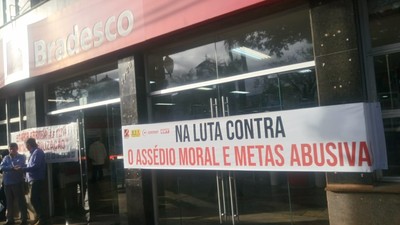 Bradesco
NA LUTA CONTRA
O ASSÉDIO MORAL E METAS ABUSIVA